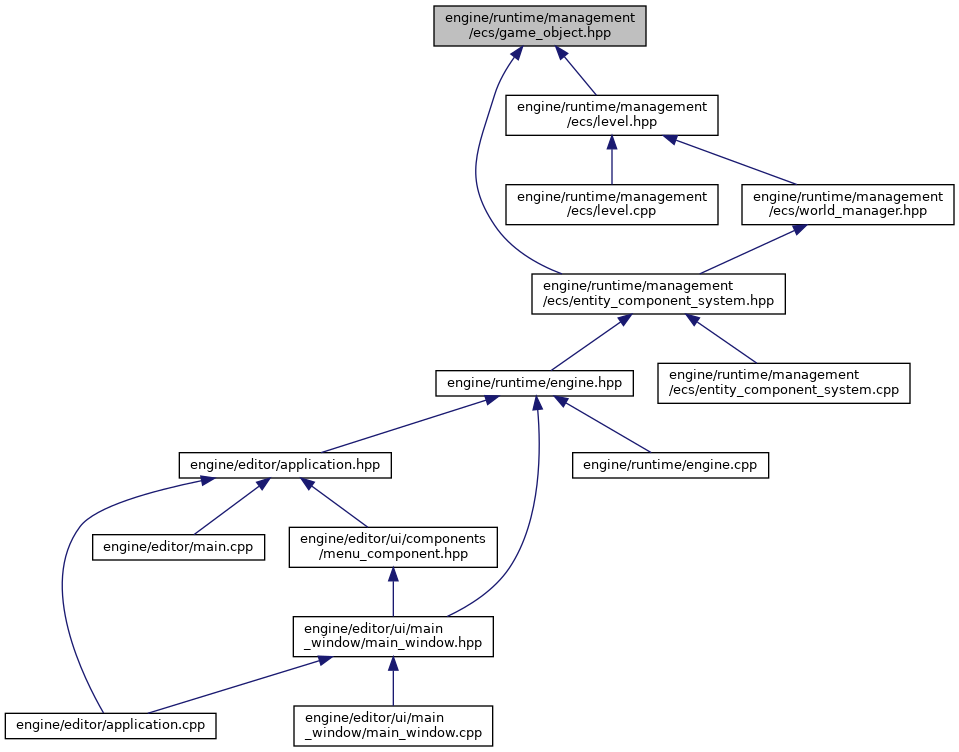 engine/runtime/management
/ecs/game_object.hpp
engine/runtime/management
/ecs/level.hpp
engine/runtime/management
/ecs/level.cpp
engine/runtime/management
/ecs/world_manager.hpp
engine/runtime/management
/ecs/entity_component_system.hpp
engine/runtime/engine.hpp
engine/runtime/management
/ecs/entity_component_system.cpp
engine/editor/application.hpp
engine/runtime/engine.cpp
engine/editor/main.cpp
engine/editor/ui/components
/menu_component.hpp
engine/editor/ui/main
_window/main_window.hpp
engine/editor/application.cpp
engine/editor/ui/main
_window/main_window.cpp